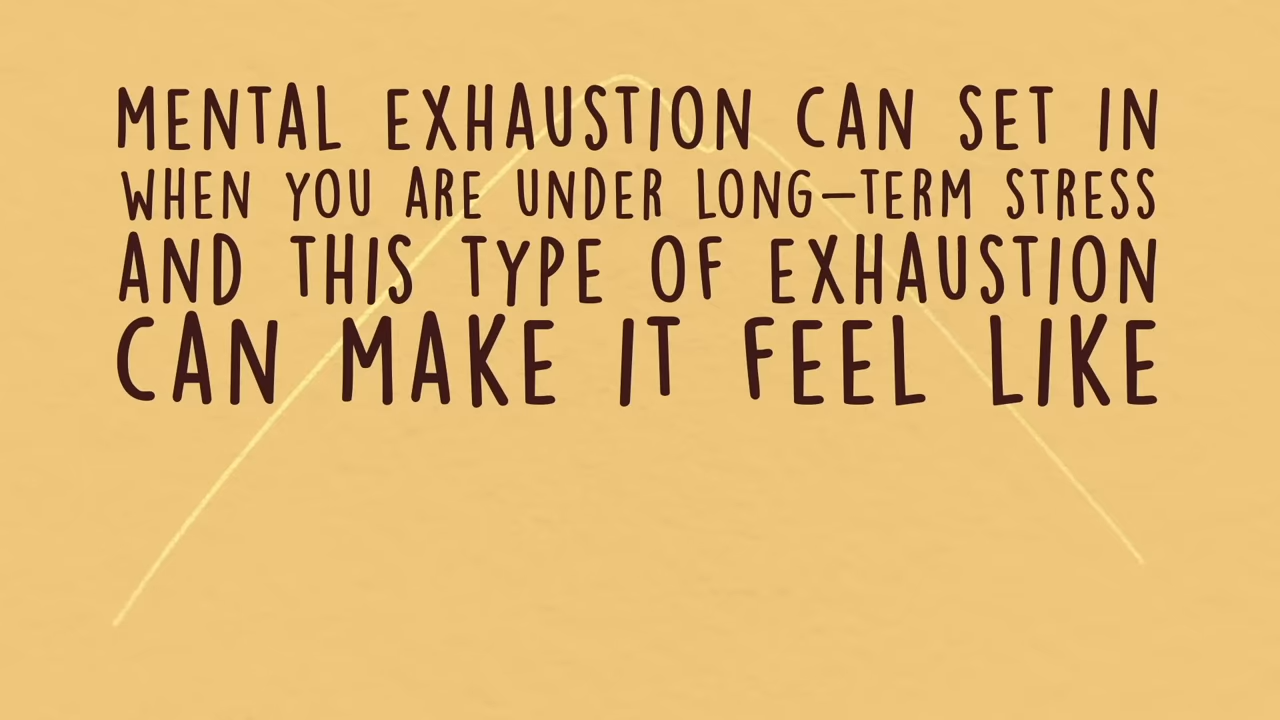 MENTAL EXHAUSTION CAN SET IN
WHEN YOU ARE UNDER LONG-TERM STRESS
AND THIS TYPE OF EXHAUSTION
CAN MAKE IT FEEL LIKE